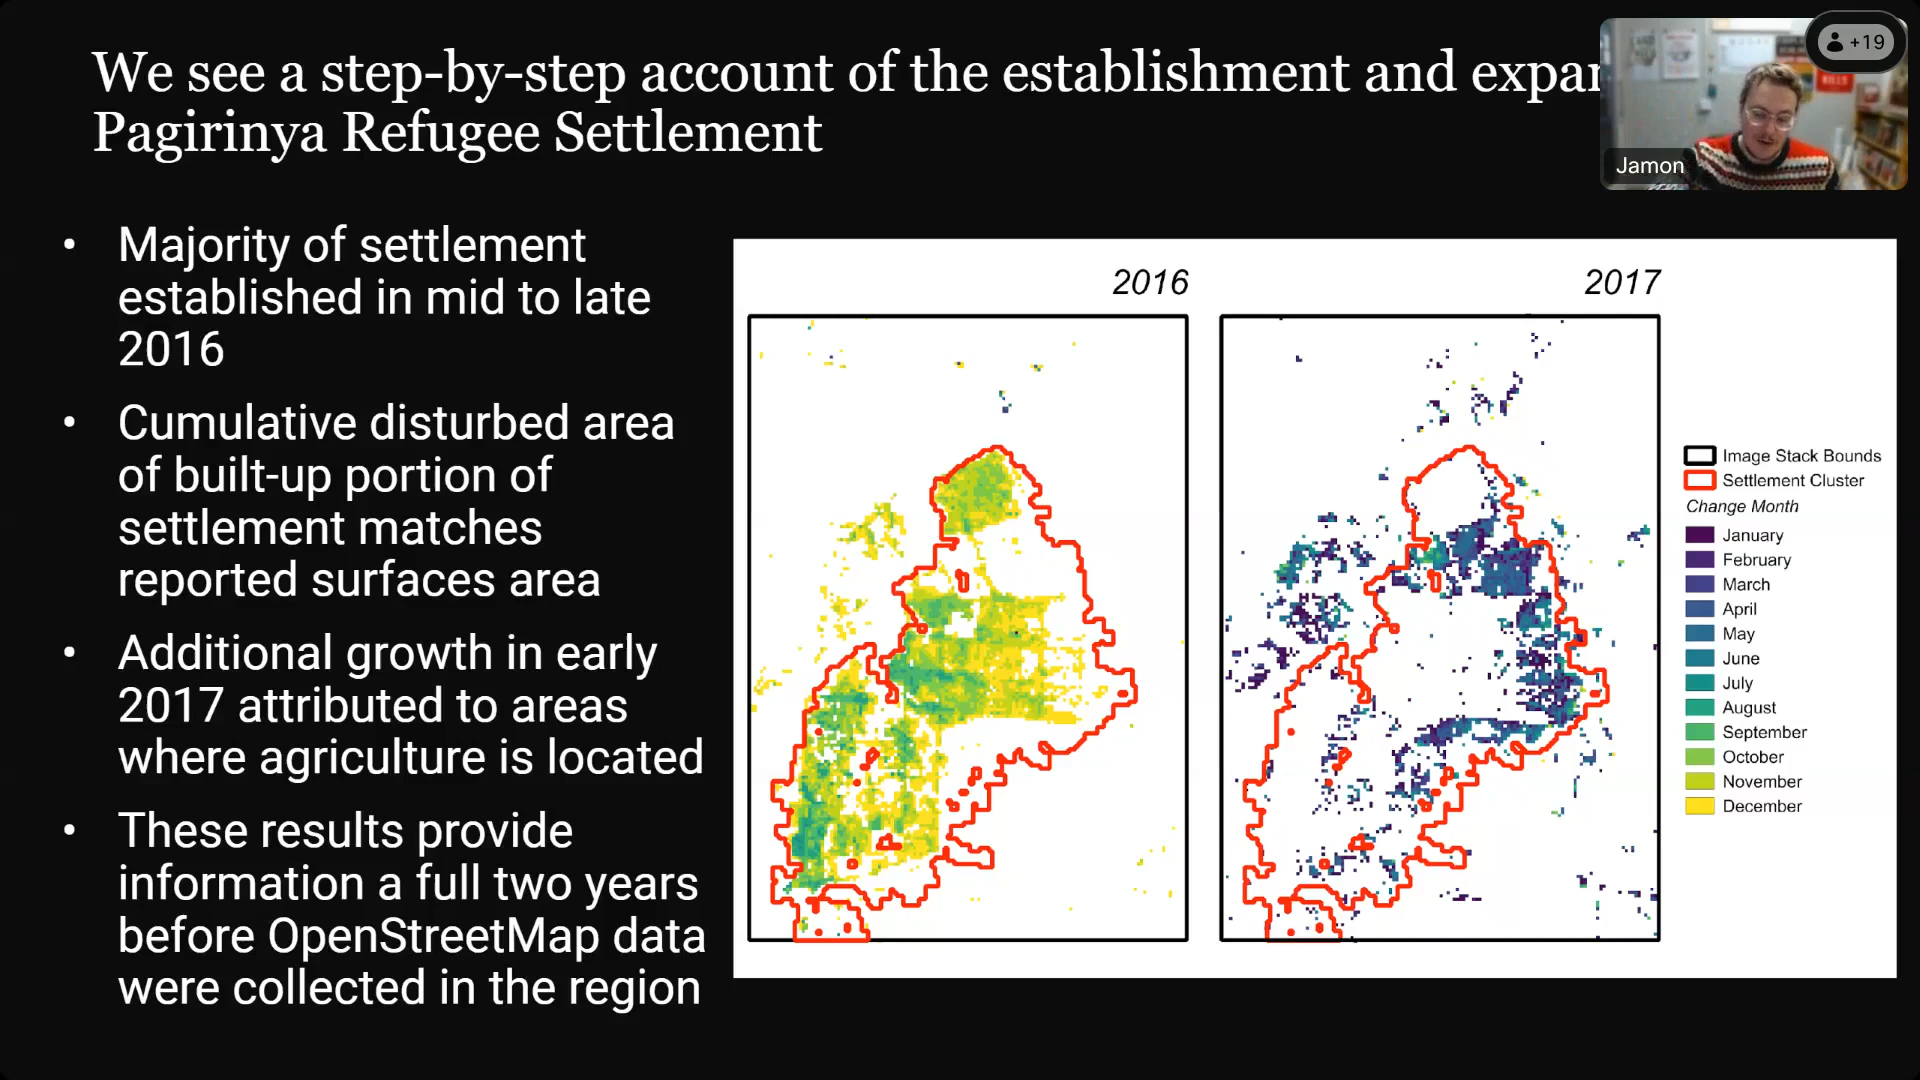 We see a step-by-step account of the establishment and expan
Pagirinya Refugee Settlement
+19
Jamon
• Majority of settlement
established in mid to late
2016
• Cumulative disturbed area
of built-up portion of
settlement matches
reported surfaces area
• Additional growth in early
2017 attributed to areas
where agriculture is located
• These results provide
information a full two years
before OpenStreetMap data
were collected in the region
2016
2017
Image Stack Bounds
Settlement Cluster
Change Month
January
February
March
April
May
June
July
August
September
October
November
December